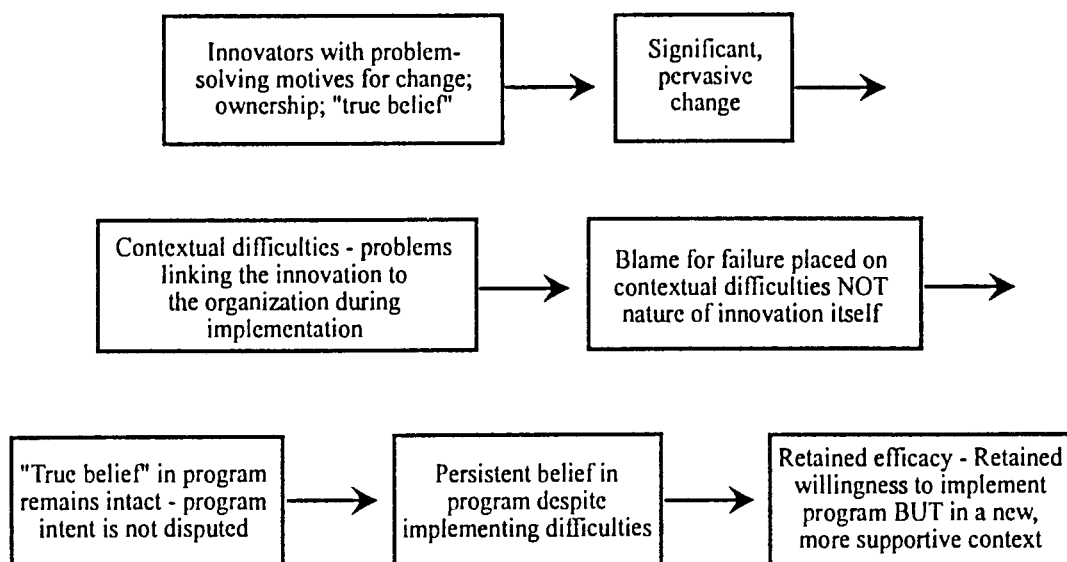 Innovators with problem-
solving motives for change;
ownership; "true belief"
Significant,
pervasive
change
Contextual difficulties - problems
linking the innovation to
the organization during
implementation
Blame for failure placed on
contextual difficulties NOT
nature of innovation itself
"True belief" in program
remains intact - program
intent is not disputed
Persistent belief in
program despite
implementing difficulties
Retained efficacy - Retained
willingness to implement
program BUT in a new,
more supportive context